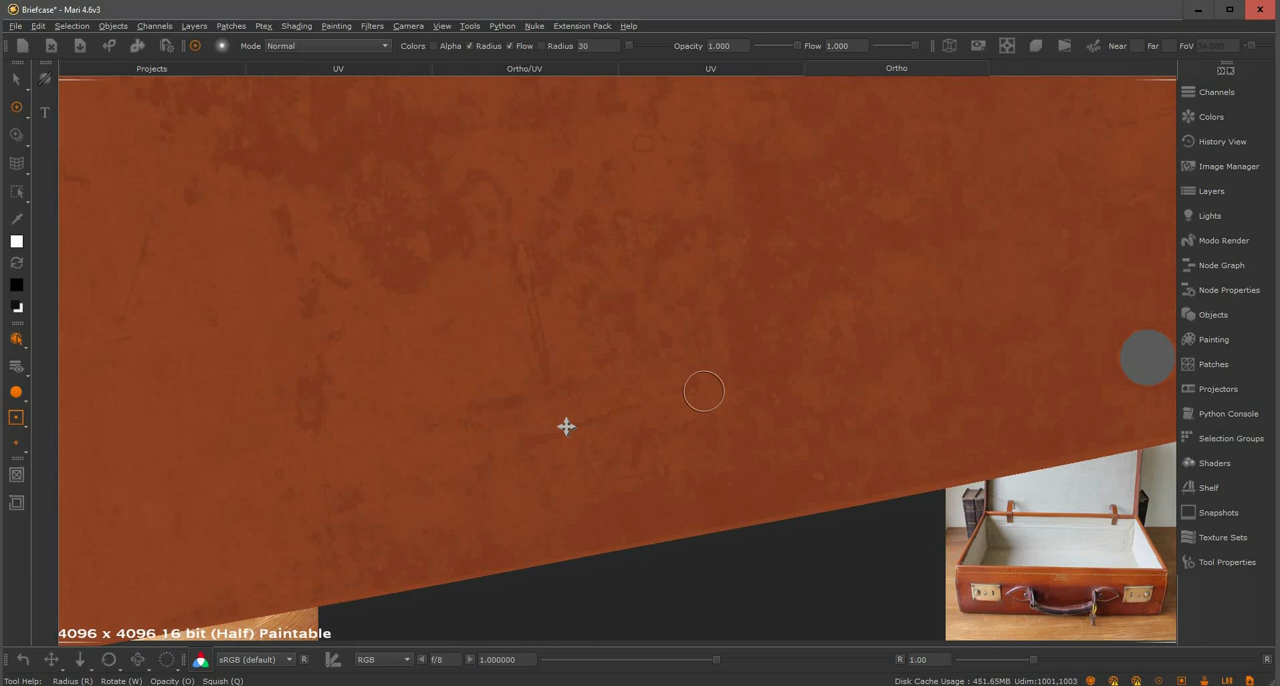 Briefcase* - Mari 4.6v3
File Edit Selection Objects Channels Layers Patches Ptex Shading Painting Filters Camera View Tools Python Nuke Extension Pack Help
Mode Normal Colors Alpha Radius Flow Radius 30 Opacity 1.000 Flow 1.000 Near Far FoV 24.000
Projects UV Ortho/UV UV Ortho
T
Channels
Colors
History View
Image Manager
Layers
Lights
Modo Render
Node Graph
Node Properties
Objects
Painting
Patches
Projectors
Python Console
Selection Groups
Shaders
Shelf
Snapshots
Texture Sets
Tool Properties
4096 x 4096 16 bit (Half) Paintable
R sRGB (default) R RGB f/8 1.000000 R 1.00 R
Tool Help: Radius (R) Rotate (W) Opacity (O) Squish (Q) Disk Cache Usage : 451.65MB Udim:1001,1003